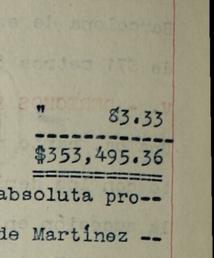 " 83.33
----------
$353,495.36
==========
absoluta pro--
de Martínez --